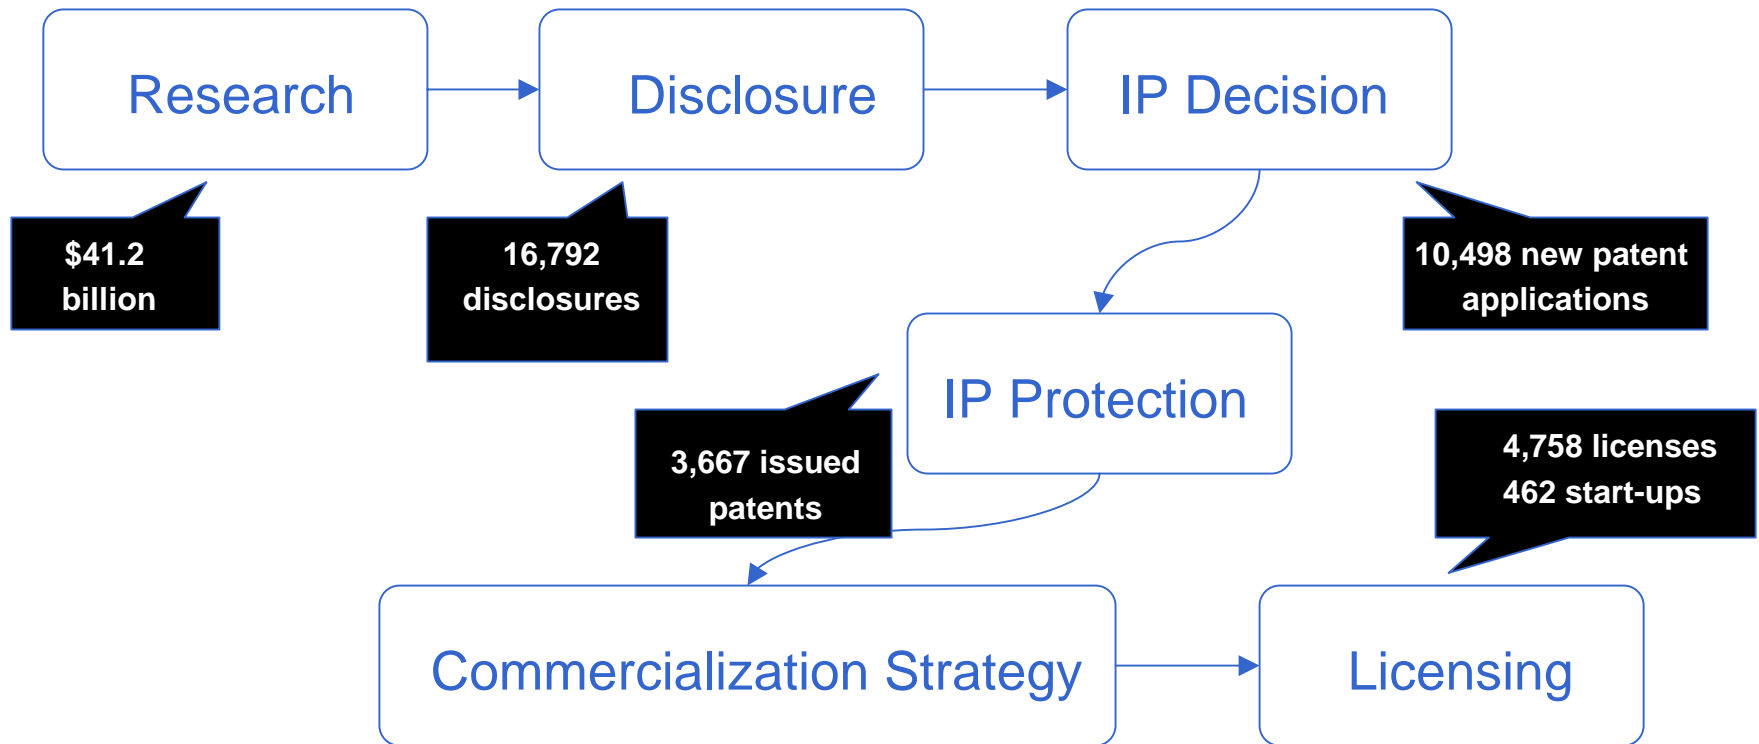 Research
Disclosure
IP Decision
$41.2
billion
16,792
disclosures
10,498 new patent
applications
IP Protection
3,667 issued
patents
4,758 licenses
462 start-ups
Commercialization Strategy
Licensing